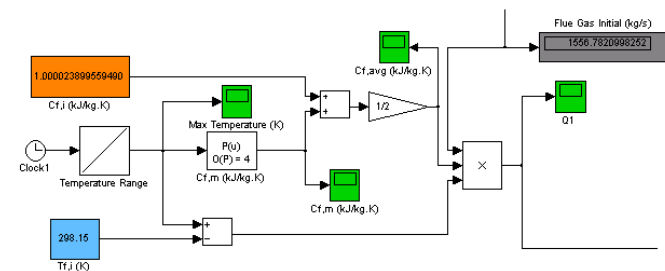 Flue Gas Initial (kg/s)
1556.7820998252
1.000023899559490
Cf,i (kJ/kg.K)
Cf,avg (kJ/kg.K)
+
+
1/2
Max Temperature (K)
Q1
Clock1
Temperature Range
P(u)
O(P) = 4
Cf,m (kJ/kg.K)
×
Cf,m (kJ/kg.K)
298.15
Tf,i (K)
+
−